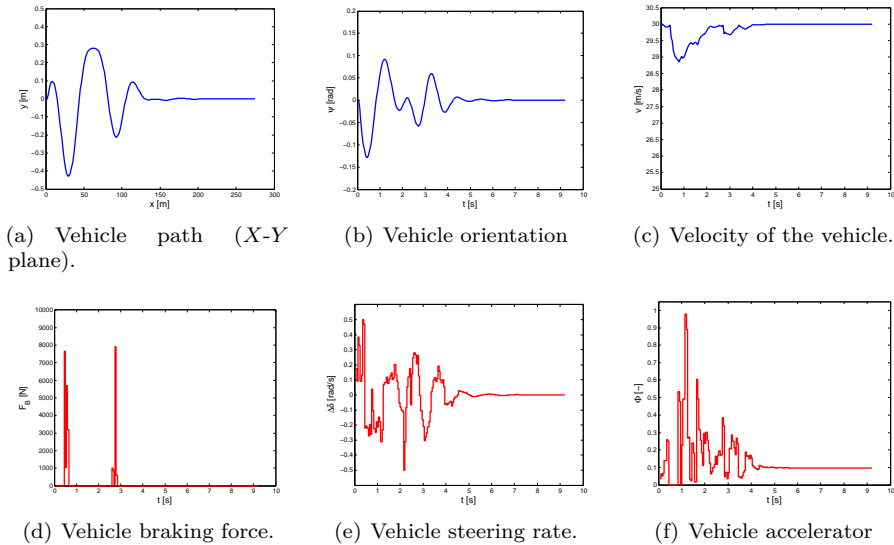 0.5
0.4
0.3
0.2
0.1
0
−0.1
−0.2
−0.3
−0.4
−0.5
y [m]
0 50 100 150 200 250 300
x [m]
(a) Vehicle path (X-Y
plane).
0.2
0.15
0.1
0.05
0
−0.05
−0.1
−0.15
−0.2
ψ [rad]
0 1 2 3 4 5 6 7 8 9 10
t [s]
(b) Vehicle orientation
30.5
30
29.5
29
28.5
28
27.5
27
26.5
26
25.5
25
v [m/s]
0 1 2 3 4 5 6 7 8 9 10
t [s]
(c) Velocity of the vehicle.
10000
9000
8000
7000
6000
5000
4000
3000
2000
1000
0
F_B [N]
0 1 2 3 4 5 6 7 8 9 10
t [s]
(d) Vehicle braking force.
0.5
0.4
0.3
0.2
0.1
0
−0.1
−0.2
−0.3
−0.4
−0.5
Δδ [rad/s]
0 1 2 3 4 5 6 7 8 9 10
t [s]
(e) Vehicle steering rate.
1
0.9
0.8
0.7
0.6
0.5
0.4
0.3
0.2
0.1
0
Φ [−]
0 1 2 3 4 5 6 7 8 9 10
t [s]
(f) Vehicle accelerator